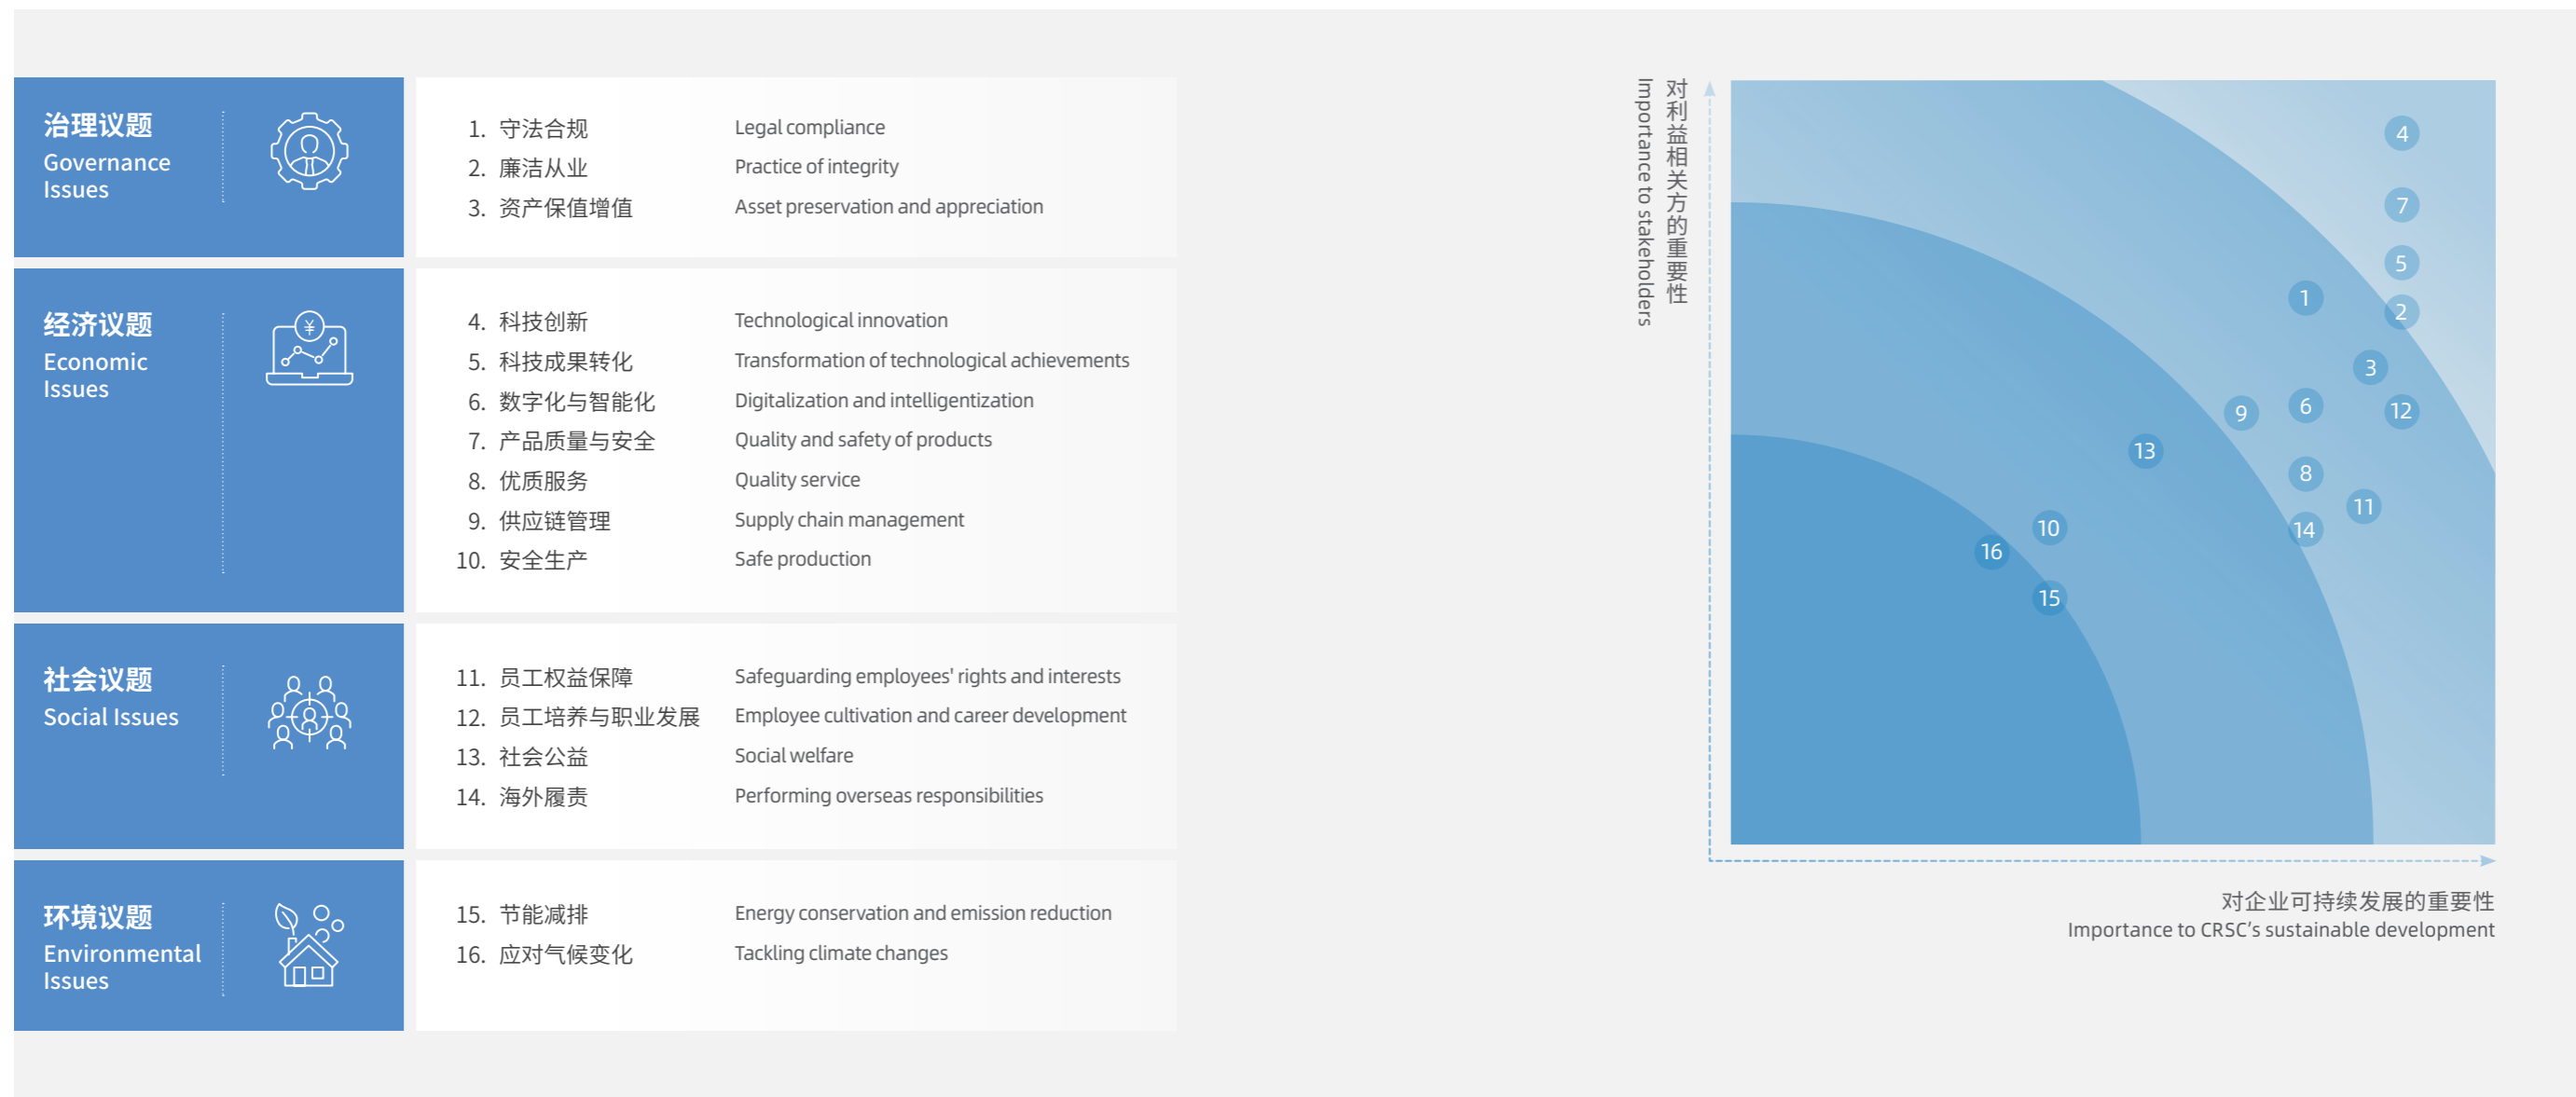 治理议题
Governance
Issues
1. 守法合规 Legal compliance
2. 廉洁从业 Practice of integrity
3. 资产保值增值 Asset preservation and appreciation
经济议题
Economic
Issues
¥
4. 科技创新 Technological innovation
5. 科技成果转化 Transformation of technological achievements
6. 数字化与智能化 Digitalization and intelligentization
7. 产品质量与安全 Quality and safety of products
8. 优质服务 Quality service
9. 供应链管理 Supply chain management
10. 安全生产 Safe production
社会议题
Social Issues
11. 员工权益保障 Safeguarding employees' rights and interests
12. 员工培养与职业发展 Employee cultivation and career development
13. 社会公益 Social welfare
14. 海外履责 Performing overseas responsibilities
环境议题
Environmental
Issues
15. 节能减排 Energy conservation and emission reduction
16. 应对气候变化 Tackling climate changes
对利益相关方的重要性
Importance to stakeholders
4
7
5
1
2
3
9
6
12
13
8
11
10
14
16
15
对企业可持续发展的重要性
Importance to CRSC’s sustainable development